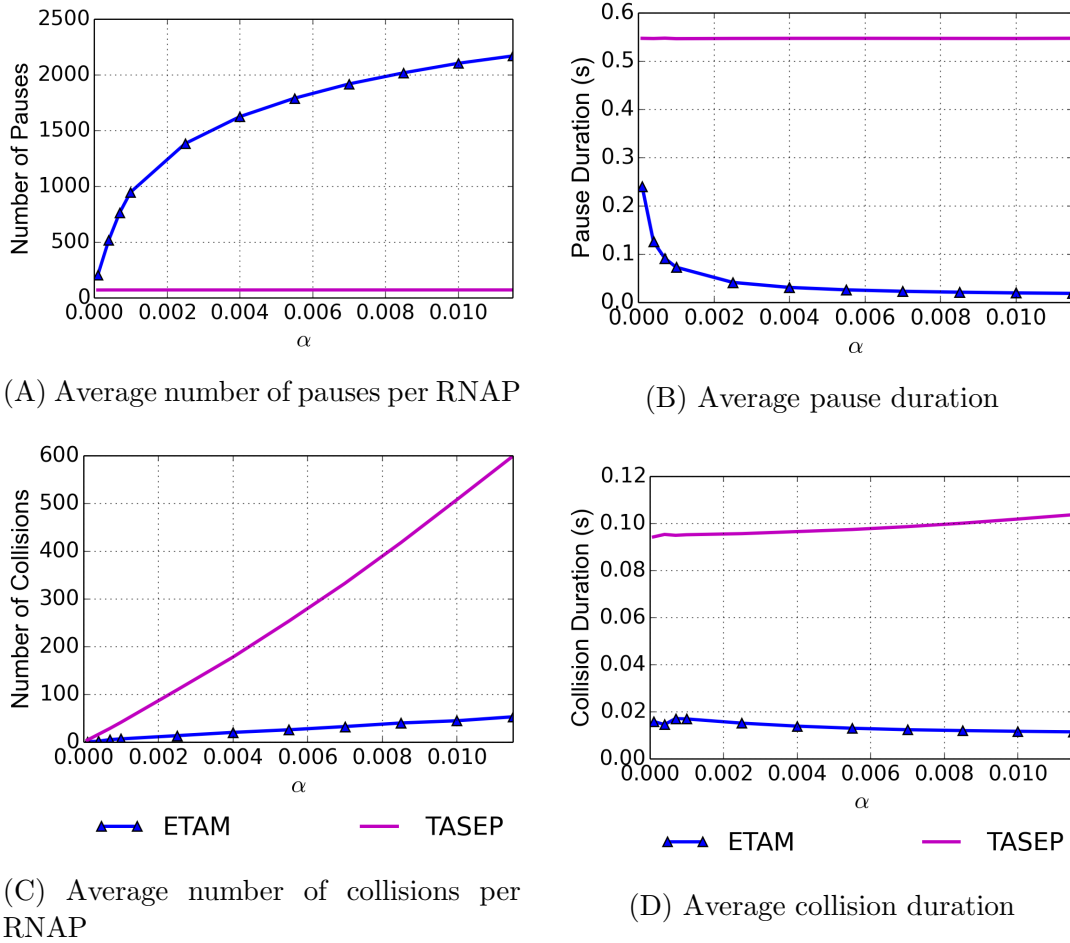 2500
2000
1500
1000
500
0
Number of Pauses
0.000 0.002 0.004 0.006 0.008 0.010
α
(A) Average number of pauses per RNAP
0.6
0.5
0.4
0.3
0.2
0.1
0.0
Pause Duration (s)
0.000 0.002 0.004 0.006 0.008 0.010
α
(B) Average pause duration
600
500
400
300
200
100
0
Number of Collisions
0.000 0.002 0.004 0.006 0.008 0.010
α
ETAM TASEP
(C) Average number of collisions per
RNAP
0.12
0.10
0.08
0.06
0.04
0.02
0.00
Collision Duration (s)
0.000 0.002 0.004 0.006 0.008 0.010
α
ETAM TASEP
(D) Average collision duration